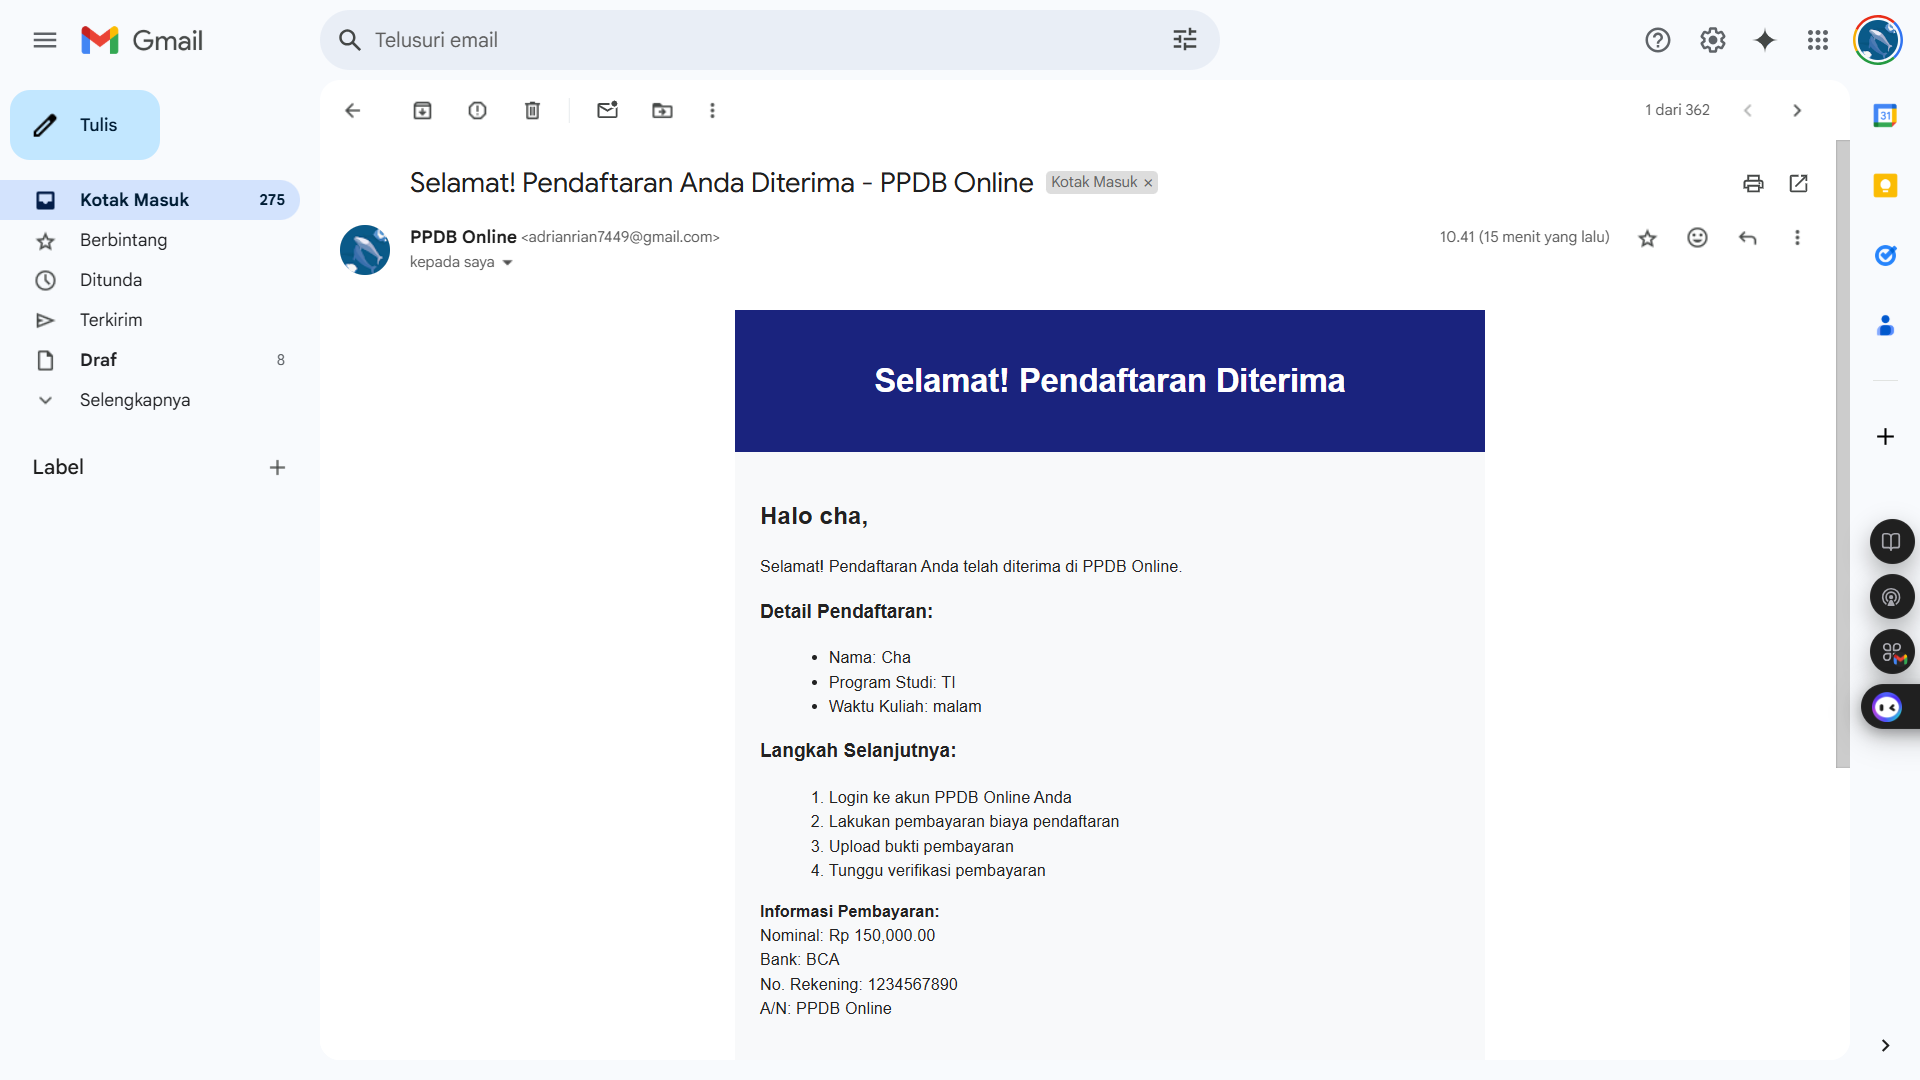 Gmail
Telusuri email
Tulis
Kotak Masuk 275
Berbintang
Ditunda
Terkirim
Draf 8
Selengkapnya
Label
1 dari 362
Selamat! Pendaftaran Anda Diterima - PPDB Online Kotak Masuk ×
PPDB Online <adrianrian7449@gmail.com> 10.41 (15 menit yang lalu)
kepada saya
Selamat! Pendaftaran Diterima
Halo cha,
Selamat! Pendaftaran Anda telah diterima di PPDB Online.
Detail Pendaftaran:
• Nama: Cha
• Program Studi: TI
• Waktu Kuliah: malam
Langkah Selanjutnya:
1. Login ke akun PPDB Online Anda
2. Lakukan pembayaran biaya pendaftaran
3. Upload bukti pembayaran
4. Tunggu verifikasi pembayaran
Informasi Pembayaran:
Nominal: Rp 150,000.00
Bank: BCA
No. Rekening: 1234567890
A/N: PPDB Online
31